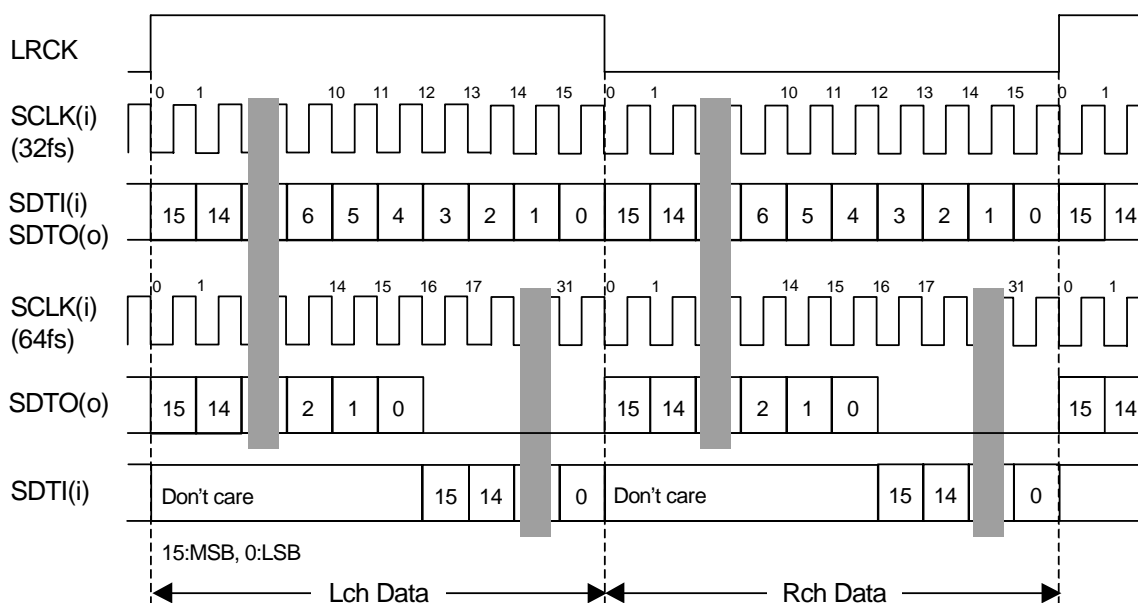 LRCK
0 1 10 11 12 13 14 15 0 1 10 11 12 13 14 15 0 1
SCLK(i)
(32fs)
SDTI(i)
SDTO(o)
15 14 6 5 4 3 2 1 0 15 14 6 5 4 3 2 1 0 15 14
0 1 14 15 16 17 31 0 1 14 15 16 17 31 0 1
SCLK(i)
(64fs)
SDTO(o) 15 14 2 1 0 15 14 2 1 0 15 14
SDTI(i) Don't care 15 14 0 Don't care 15 14 0
15:MSB, 0:LSB
Lch Data Rch Data